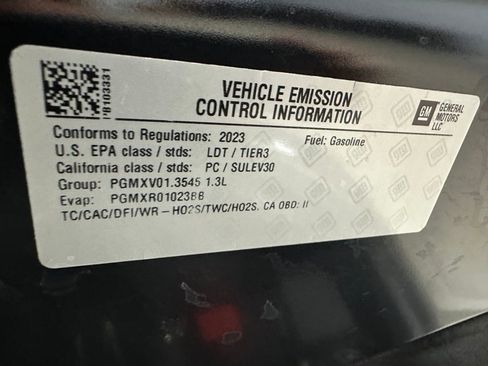 VEHICLE EMISSION
CONTROL INFORMATION
GM GENERAL
MOTORS
LLC
Conforms to Regulations: 2023 Fuel: Gasoline
U.S. EPA class / stds: LDT / TIER3
California class / stds: PC / SULEV30
Group: PGMXV01.3545 1.3L
Evap: PGMXR0102388
TC/CAC/DFI/WR-HO2S/TWC/HO2S. CA OBD: II